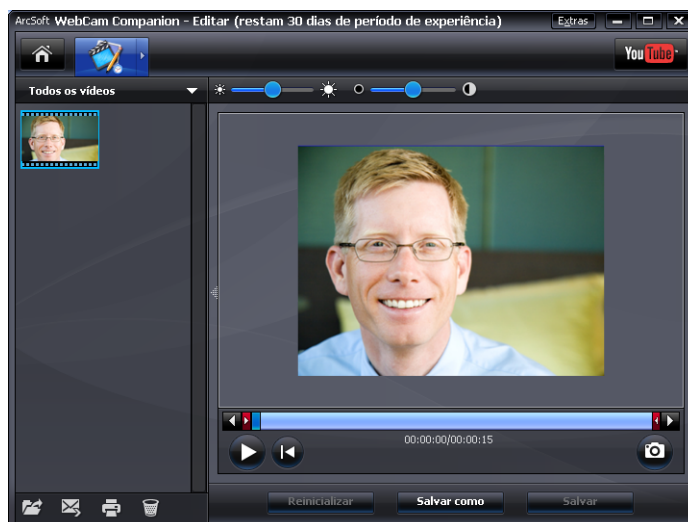 ArcSoft WebCam Companion - Editar (restam 30 dias de período de experiência)
Extras
YouTube
Todos os vídeos
00:00:00/00:00:15
Reinicializar
Salvar como
Salvar